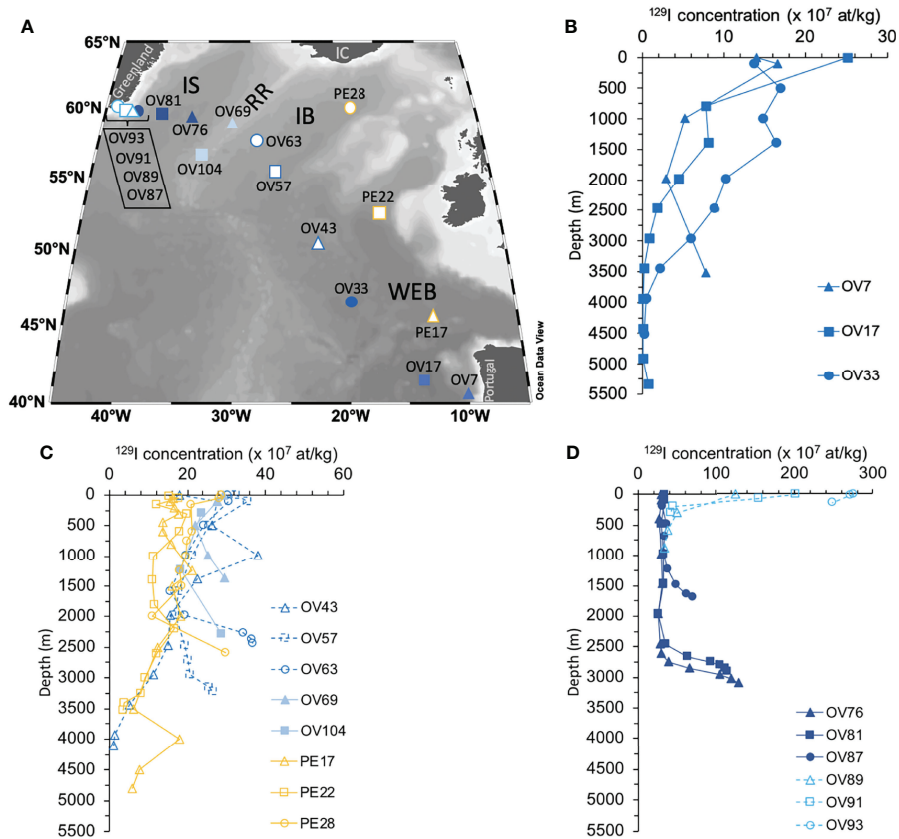 A
65°N
60°N
55°N
50°N
45°N
40°N
40°W
30°W
20°W
10°W
Greenland
IC
Portugal
IS
RR
IB
WEB
OV81
OV76
OV69
OV104
OV63
OV57
PE28
PE22
OV43
OV33
PE17
OV17
OV7
OV93
OV91
OV89
OV87
Ocean Data View
B
129I concentration (x 10^7 at/kg)
0 10 20 30
Depth (m)
0
500
1000
1500
2000
2500
3000
3500
4000
4500
5000
5500
OV7
OV17
OV33
C
129I concentration (x 10^7 at/kg)
0 20 40 60
Depth (m)
0
500
1000
1500
2000
2500
3000
3500
4000
4500
5000
5500
OV43
OV57
OV63
OV69
OV104
PE17
PE22
PE28
D
129I concentration (x 10^7 at/kg)
0 100 200 300
Depth (m)
0
500
1000
1500
2000
2500
3000
3500
4000
4500
5000
5500
OV76
OV81
OV87
OV89
OV91
OV93